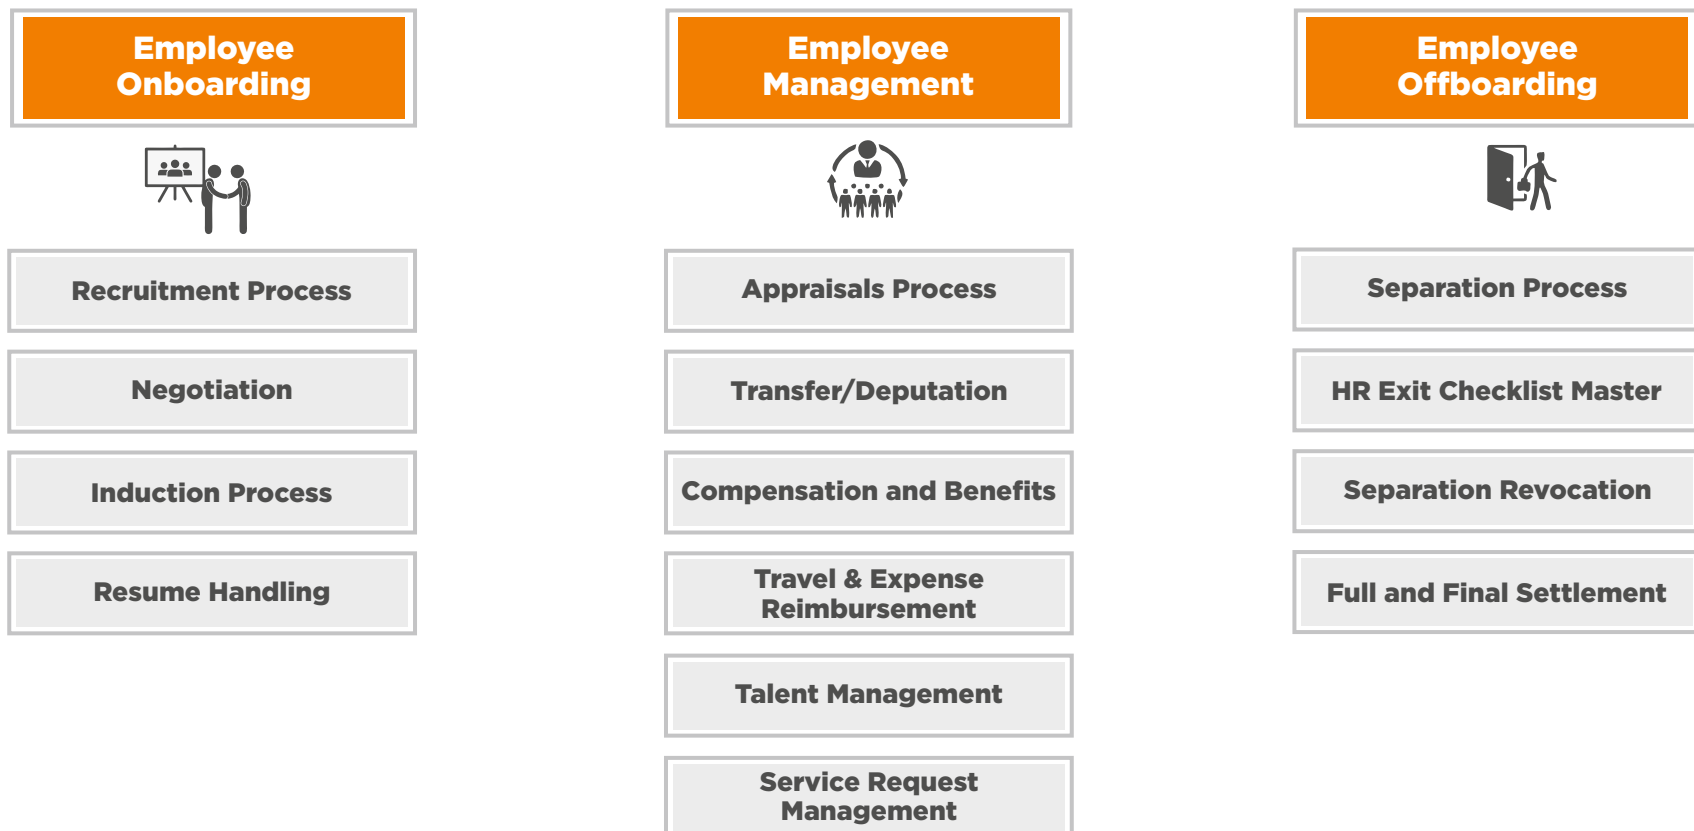 Employee
Onboarding
Recruitment Process
Negotiation
Induction Process
Resume Handling
Employee
Management
Appraisals Process
Transfer/Deputation
Compensation and Benefits
Travel & Expense
Reimbursement
Talent Management
Service Request
Management
Employee
Offboarding
Separation Process
HR Exit Checklist Master
Separation Revocation
Full and Final Settlement